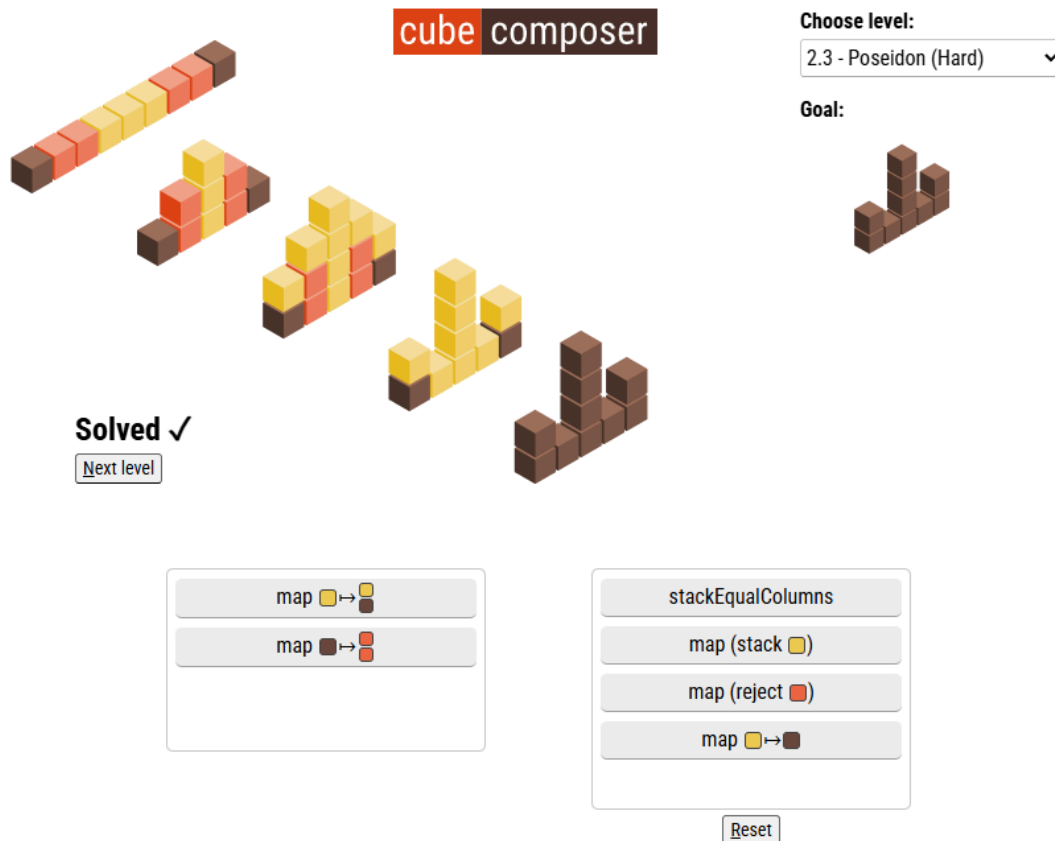 cube composer
Choose level:
2.3 - Poseidon (Hard)
Goal:
Solved ✓
Next level
map ↦
map ↦
stackEqualColumns
map (stack )
map (reject )
map ↦
Reset